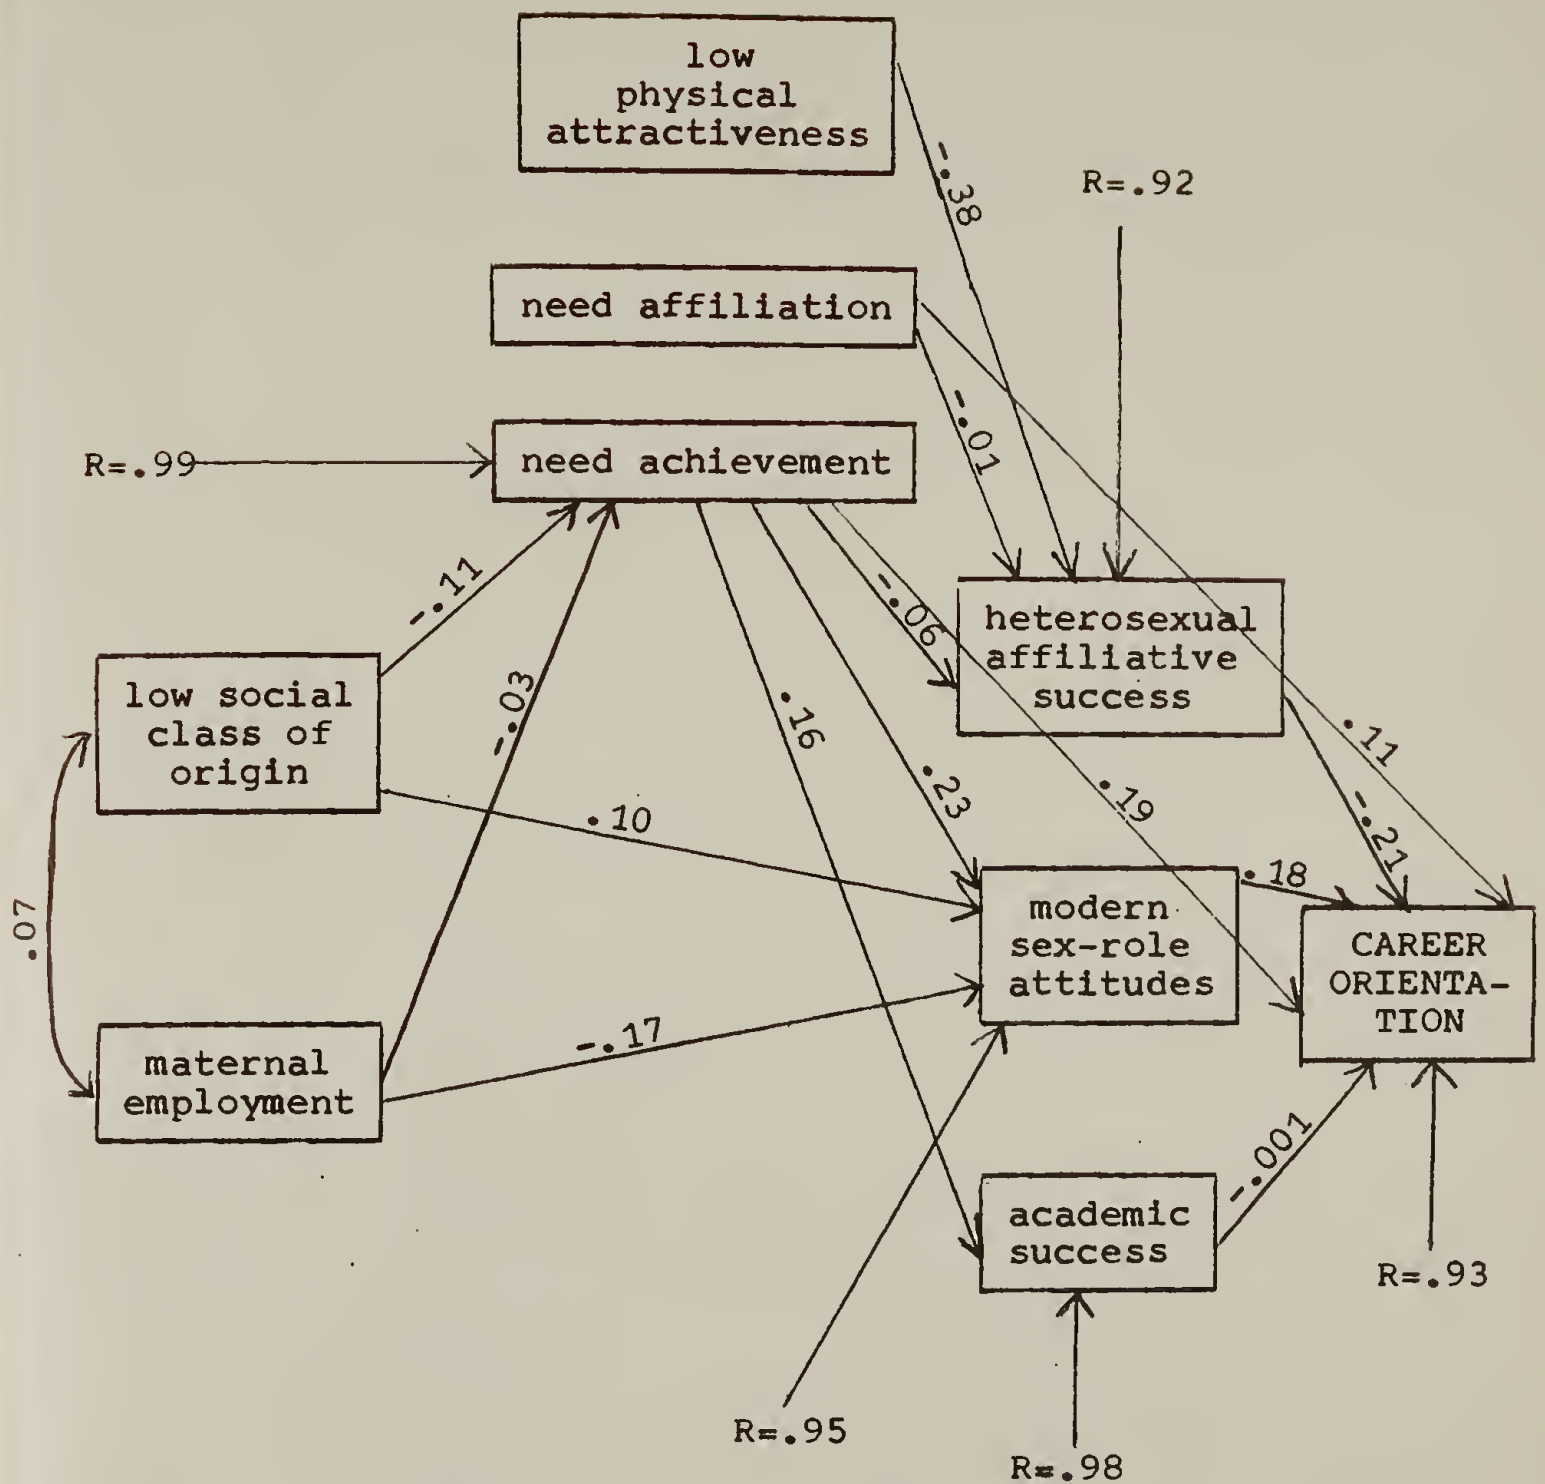 low
physical
attractiveness
-.38
R=.92
need affiliation
-.01
R=.99
need achievement
-.11
-.06
heterosexual
affiliative
success
low social
class of
origin
-.03
.16
.11
.10
.23
.19
-.21
.07
.18
modern
sex-role
attitudes
CAREER
ORIENTA-
TION
maternal
employment
-.17
-.001
academic
success
R=.93
R=.95
R=.98